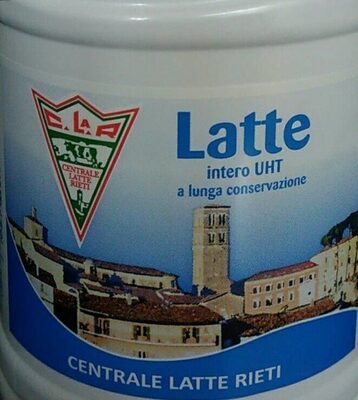 C.LA.R
CENTRALE
LATTE
RIETI
Latte
intero UHT
a lunga conservazione
CENTRALE LATTE RIETI